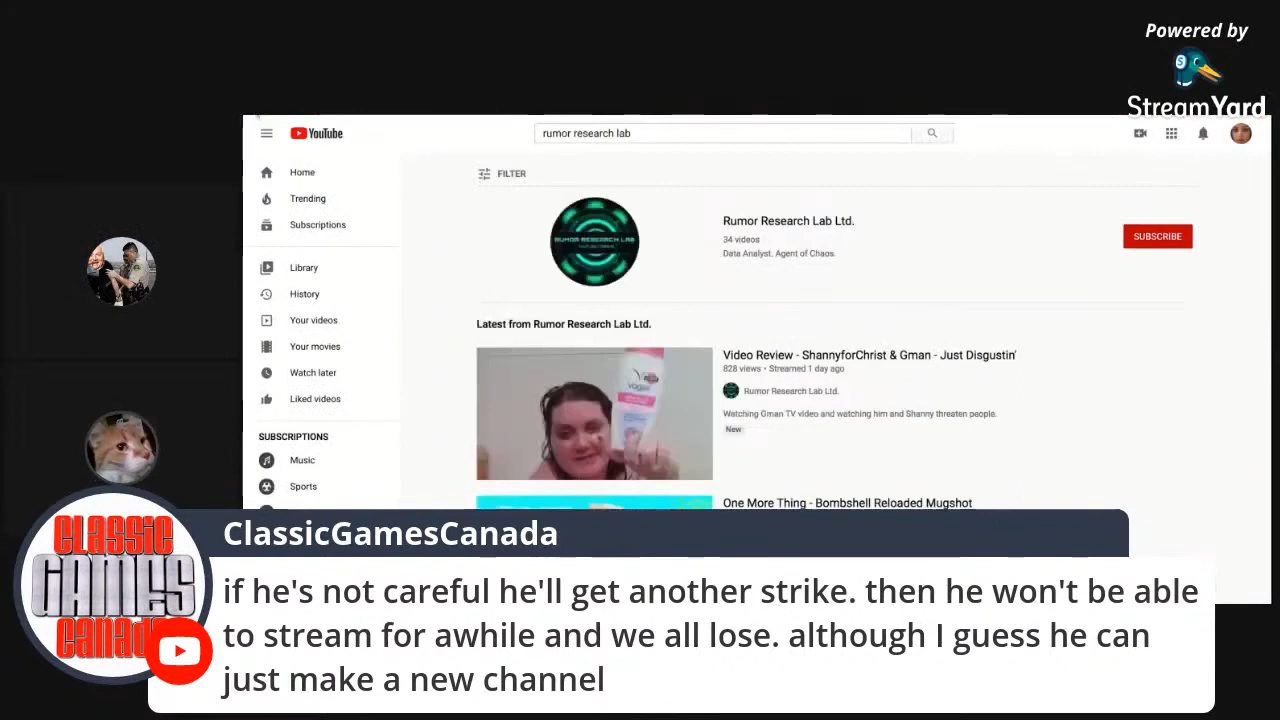 Powered by
StreamYard
YouTube
rumor research lab
Home
Trending
Subscriptions
Library
History
Your videos
Your movies
Watch later
Liked videos
SUBSCRIPTIONS
Music
Sports
FILTER
RUMOR RESEARCH LAB
Rumor Research Lab Ltd.
34 videos
Data Analyst. Agent of Chaos.
SUBSCRIBE
Latest from Rumor Research Lab Ltd.
Video Review - ShannyforChrist & Gman - Just Disgustin'
828 views • Streamed 1 day ago
Rumor Research Lab Ltd.
Watching Gman TV video and watching him and Shanny threaten people.
New
One More Thing - Bombshell Reloaded Mugshot
CLASSIC
GAMES
CANADA
ClassicGamesCanada
if he's not careful he'll get another strike. then he won't be able
to stream for awhile and we all lose. although I guess he can
just make a new channel